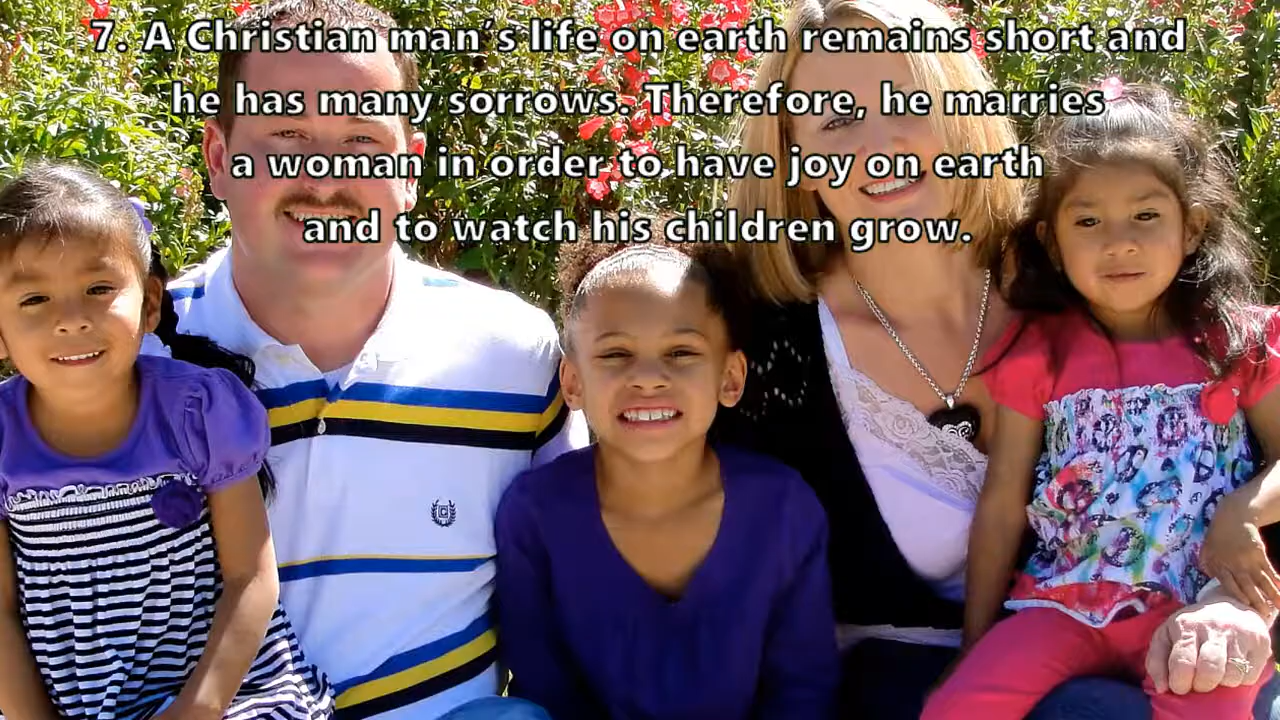 7. A Christian man's life on earth remains short and
he has many sorrows. Therefore, he marries
a woman in order to have joy on earth
and to watch his children grow.